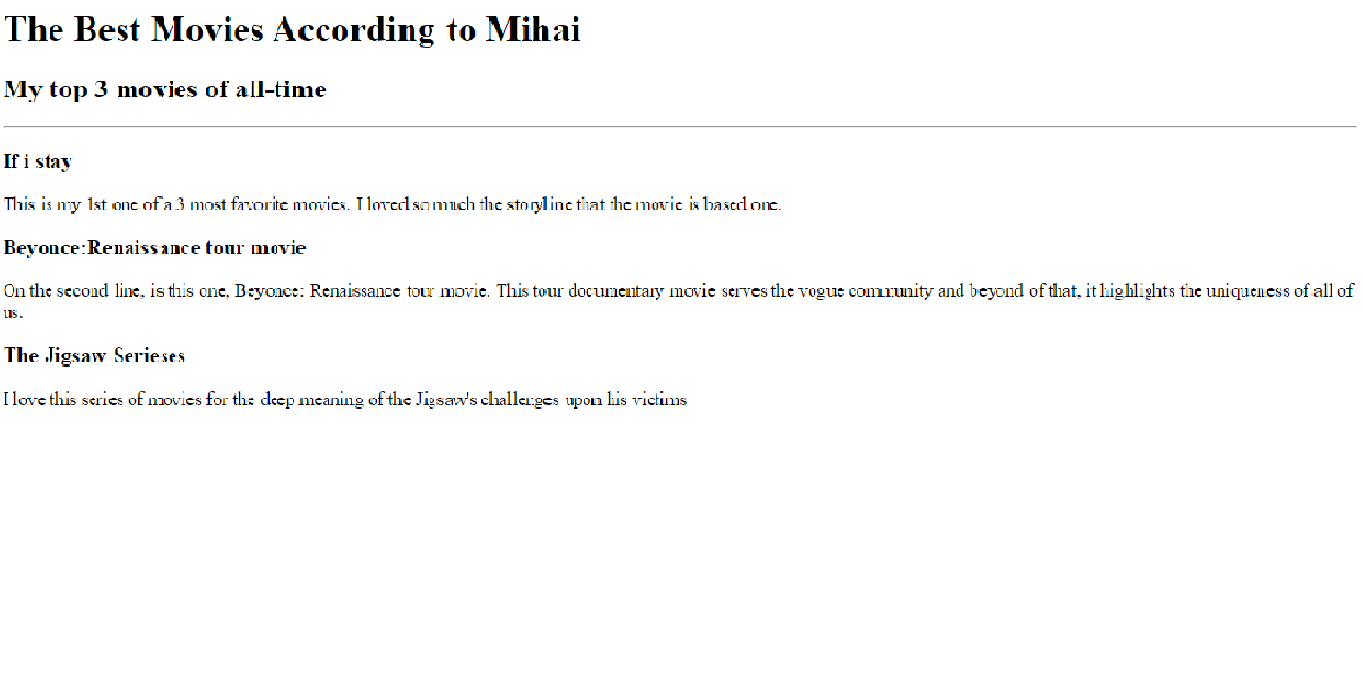 The Best Movies According to Mihai
My top 3 movies of all-time
If i stay
This is my 1st one of a 3 most favorite movies. I loved so much the storyline that the movie is based one.
Beyonce:Renaissance tour movie
On the second line, is this one, Beyonce: Renaissance tour movie. This tour documentary movie serves the vogue community and beyond of that, it highlights the uniqueness of all of
us.
The Jigsaw Serieses
I love this series of movies for the deep meaning of the Jigsaw's challenges upon his victims